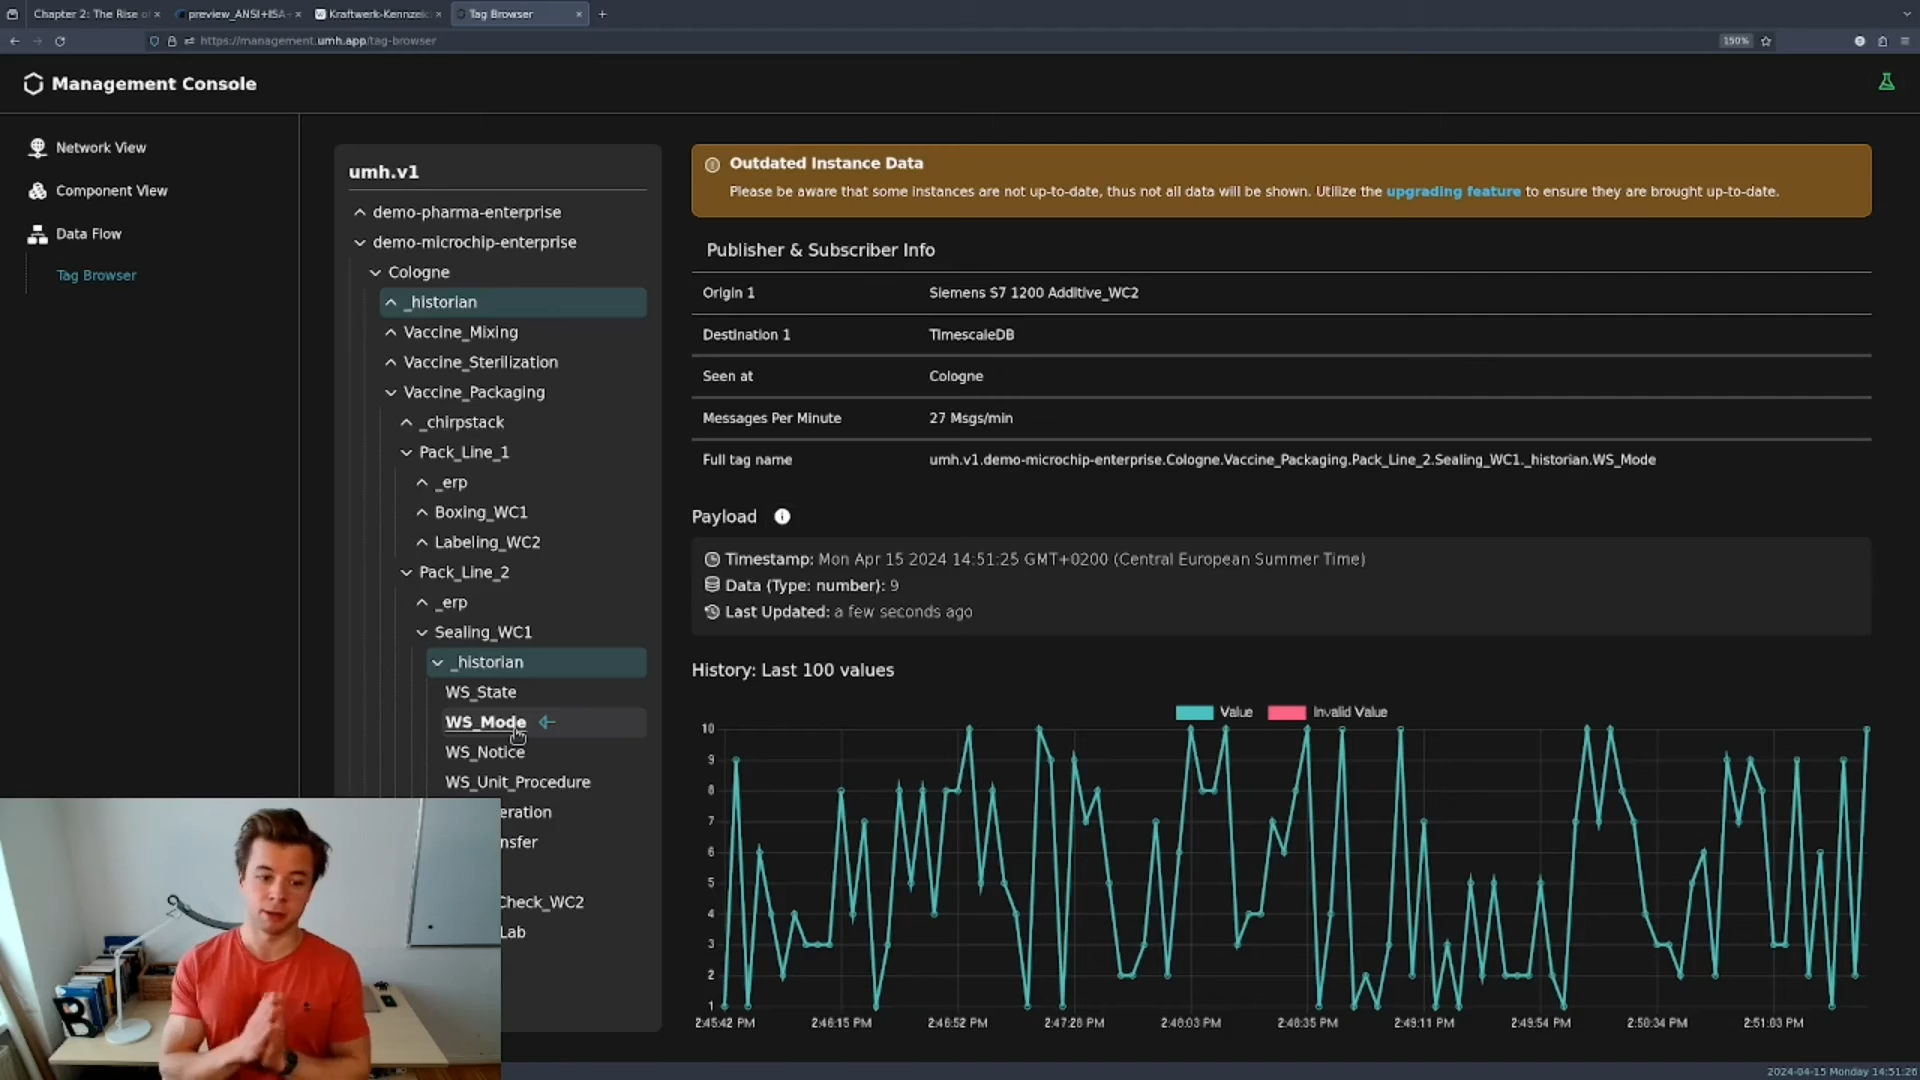 Chapter 2: The Rise o
preview_ANSI+ISA-
Kraftwerk-Kennzeic
Tag Browser
https://management.umh.app/tag-browser
150%
Management Console
Network View
Component View
Data Flow
Tag Browser
umh.v1
demo-pharma-enterprise
demo-microchip-enterprise
Cologne
_historian
Vaccine_Mixing
Vaccine_Sterilization
Vaccine_Packaging
_chirpstack
Pack_Line_1
_erp
Boxing_WC1
Labeling_WC2
Pack_Line_2
_erp
Sealing_WC1
_historian
WS_State
WS_Mode
WS_Notice
WS_Unit_Procedure
eration
nsfer
Check_WC2
Lab
Outdated Instance Data
Please be aware that some instances are not up-to-date, thus not all data will be shown. Utilize the upgrading feature to ensure they are brought up-to-date.
Publisher & Subscriber Info
Origin 1 Siemens S7 1200 Additive_WC2
Destination 1 TimescaleDB
Seen at Cologne
Messages Per Minute 27 Msgs/min
Full tag name umh.v1.demo-microchip-enterprise.Cologne.Vaccine_Packaging.Pack_Line_2.Sealing_WC1._historian.WS_Mode
Payload
Timestamp: Mon Apr 15 2024 14:51:25 GMT+0200 (Central European Summer Time)
Data (Type: number): 9
Last Updated: a few seconds ago
History: Last 100 values
Value Invalid Value
10
9
8
7
6
5
4
3
2
1
2:45:42 PM 2:46:15 PM 2:46:52 PM 2:47:28 PM 2:48:03 PM 2:48:35 PM 2:49:11 PM 2:49:54 PM 2:50:34 PM 2:51:03 PM
B
2024-04-15 Monday 14:51:26